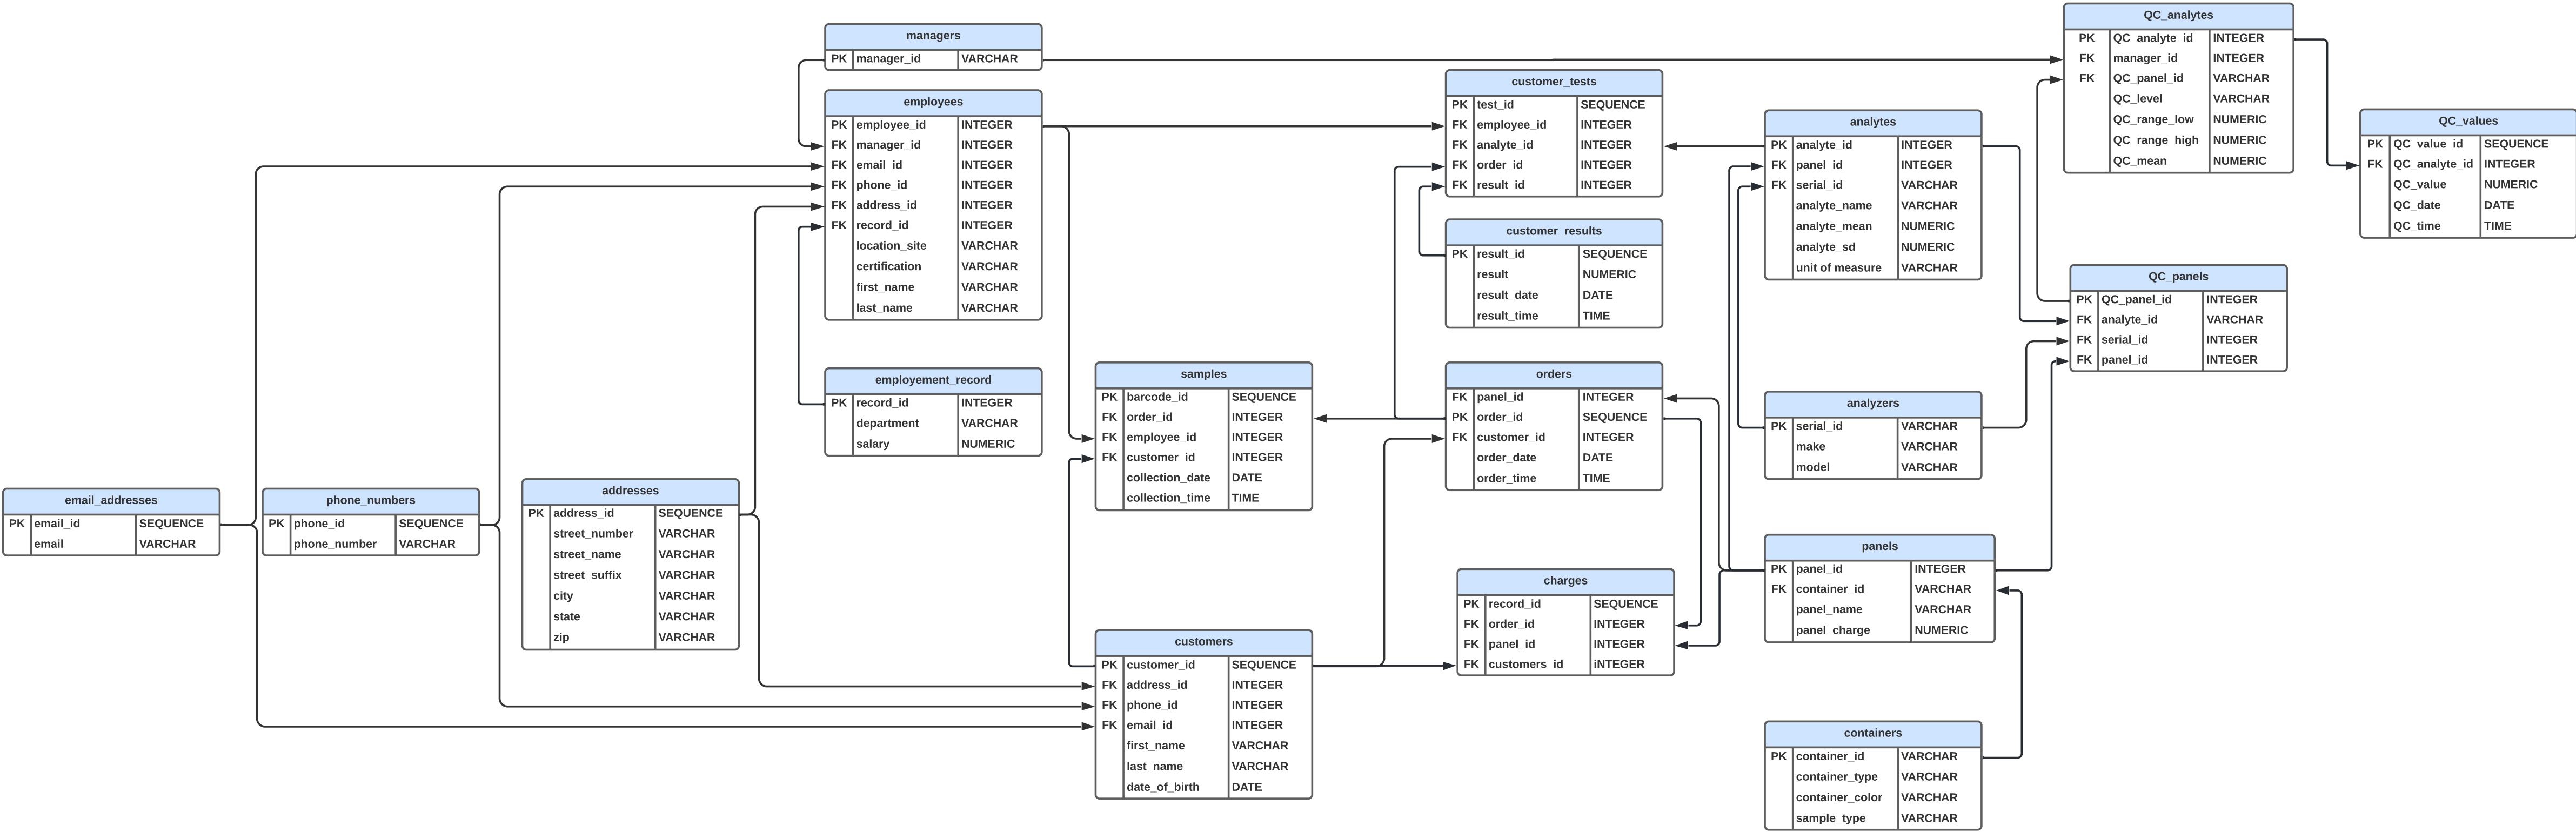 managers
PK manager_id VARCHAR
employees
PK employee_id INTEGER
FK manager_id INTEGER
FK email_id INTEGER
FK phone_id INTEGER
FK address_id INTEGER
FK record_id INTEGER
location_site VARCHAR
certification VARCHAR
first_name VARCHAR
last_name VARCHAR
employement_record
PK record_id INTEGER
department VARCHAR
salary NUMERIC
email_addresses
PK email_id SEQUENCE
email VARCHAR
phone_numbers
PK phone_id SEQUENCE
phone_number VARCHAR
addresses
PK address_id SEQUENCE
street_number VARCHAR
street_name VARCHAR
street_suffix VARCHAR
city VARCHAR
state VARCHAR
zip VARCHAR
samples
PK barcode_id SEQUENCE
FK order_id INTEGER
FK employee_id INTEGER
FK customer_id INTEGER
collection_date DATE
collection_time TIME
customers
PK customer_id SEQUENCE
FK address_id INTEGER
FK phone_id INTEGER
FK email_id INTEGER
first_name VARCHAR
last_name VARCHAR
date_of_birth DATE
customer_tests
PK test_id SEQUENCE
FK employee_id INTEGER
FK analyte_id INTEGER
FK order_id INTEGER
FK result_id INTEGER
customer_results
PK result_id SEQUENCE
result NUMERIC
result_date DATE
result_time TIME
orders
FK panel_id INTEGER
PK order_id SEQUENCE
FK customer_id INTEGER
order_date DATE
order_time TIME
charges
PK record_id SEQUENCE
FK order_id INTEGER
FK panel_id INTEGER
FK customers_id iNTEGER
analytes
PK analyte_id INTEGER
FK panel_id INTEGER
FK serial_id VARCHAR
analyte_name VARCHAR
analyte_mean NUMERIC
analyte_sd NUMERIC
unit of measure VARCHAR
analyzers
PK serial_id VARCHAR
make VARCHAR
model VARCHAR
panels
PK panel_id INTEGER
FK container_id VARCHAR
panel_name VARCHAR
panel_charge NUMERIC
containers
PK container_id VARCHAR
container_type VARCHAR
container_color VARCHAR
sample_type VARCHAR
QC_analytes
PK QC_analyte_id INTEGER
FK manager_id INTEGER
FK QC_panel_id VARCHAR
QC_level VARCHAR
QC_range_low NUMERIC
QC_range_high NUMERIC
QC_mean NUMERIC
QC_panels
PK QC_panel_id INTEGER
FK analyte_id VARCHAR
FK serial_id INTEGER
FK panel_id INTEGER
QC_values
PK QC_value_id SEQUENCE
FK QC_analyte_id INTEGER
QC_value NUMERIC
QC_date DATE
QC_time TIME